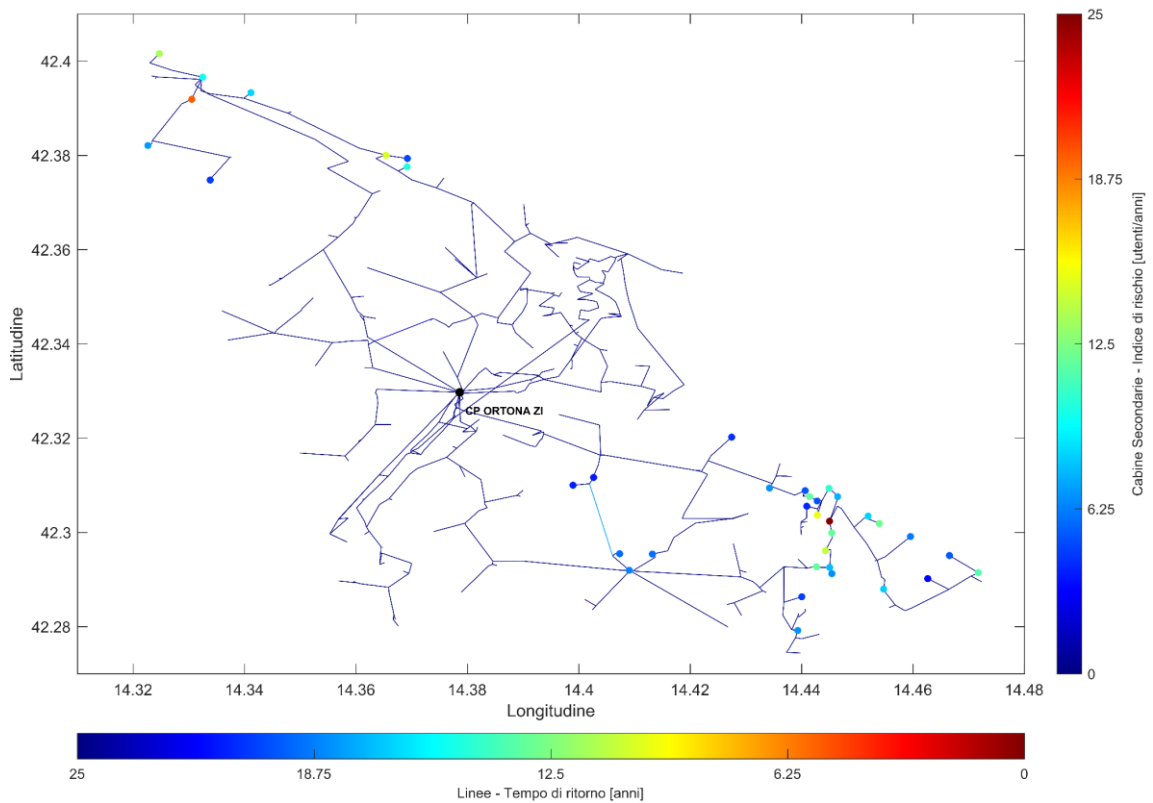 42.4
42.38
42.36
42.34
42.32
42.3
42.28
Latitudine
CP ORTONA ZI
14.32 14.34 14.36 14.38 14.4 14.42 14.44 14.46 14.48
Longitudine
25
18.75
12.5
6.25
0
Cabine Secondarie - Indice di rischio [utenti/anni]
25 18.75 12.5 6.25 0
Linee - Tempo di ritorno [anni]